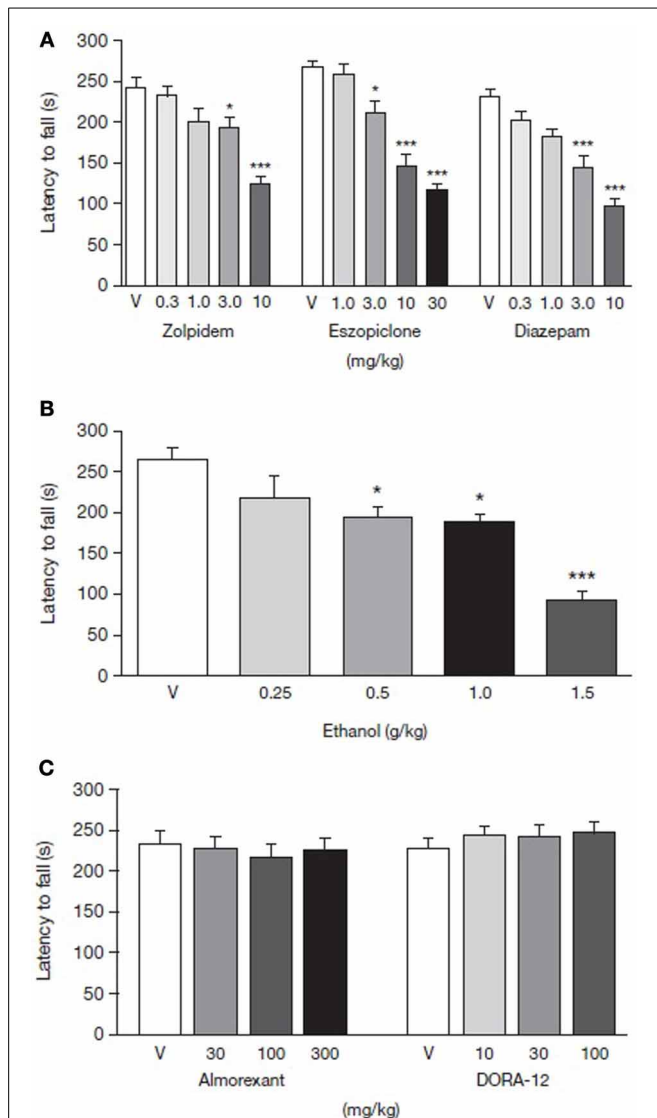 A
Latency to fall (s)
300
250
200
150
100
50
0
*
***
*
***
***
***
***
V 0.3 1.0 3.0 10 V 1.0 3.0 10 30 V 0.3 1.0 3.0 10
Zolpidem Eszopiclone Diazepam
(mg/kg)
B
Latency to fall (s)
300
250
200
150
100
50
0
*
*
***
V 0.25 0.5 1.0 1.5
Ethanol (g/kg)
C
Latency to fall (s)
300
250
200
150
100
50
0
V 30 100 300 V 10 30 100
Almorexant DORA-12
(mg/kg)